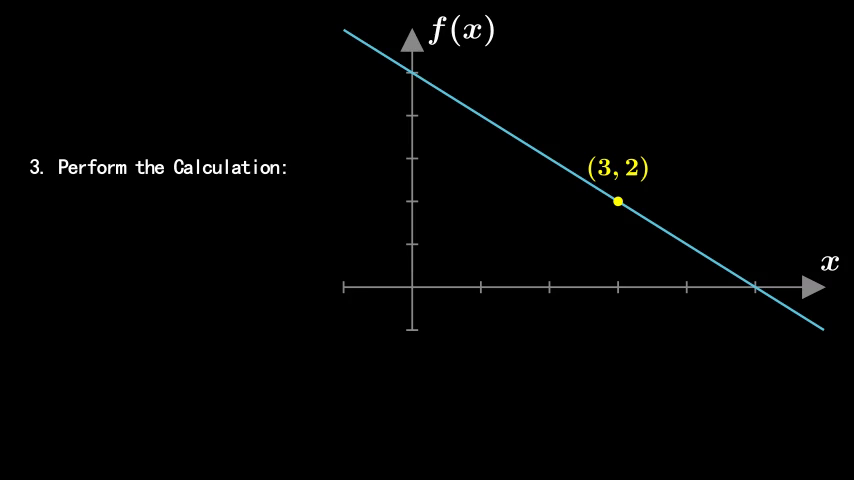 f(x)
3. Perform the Calculation:
(3, 2)
x